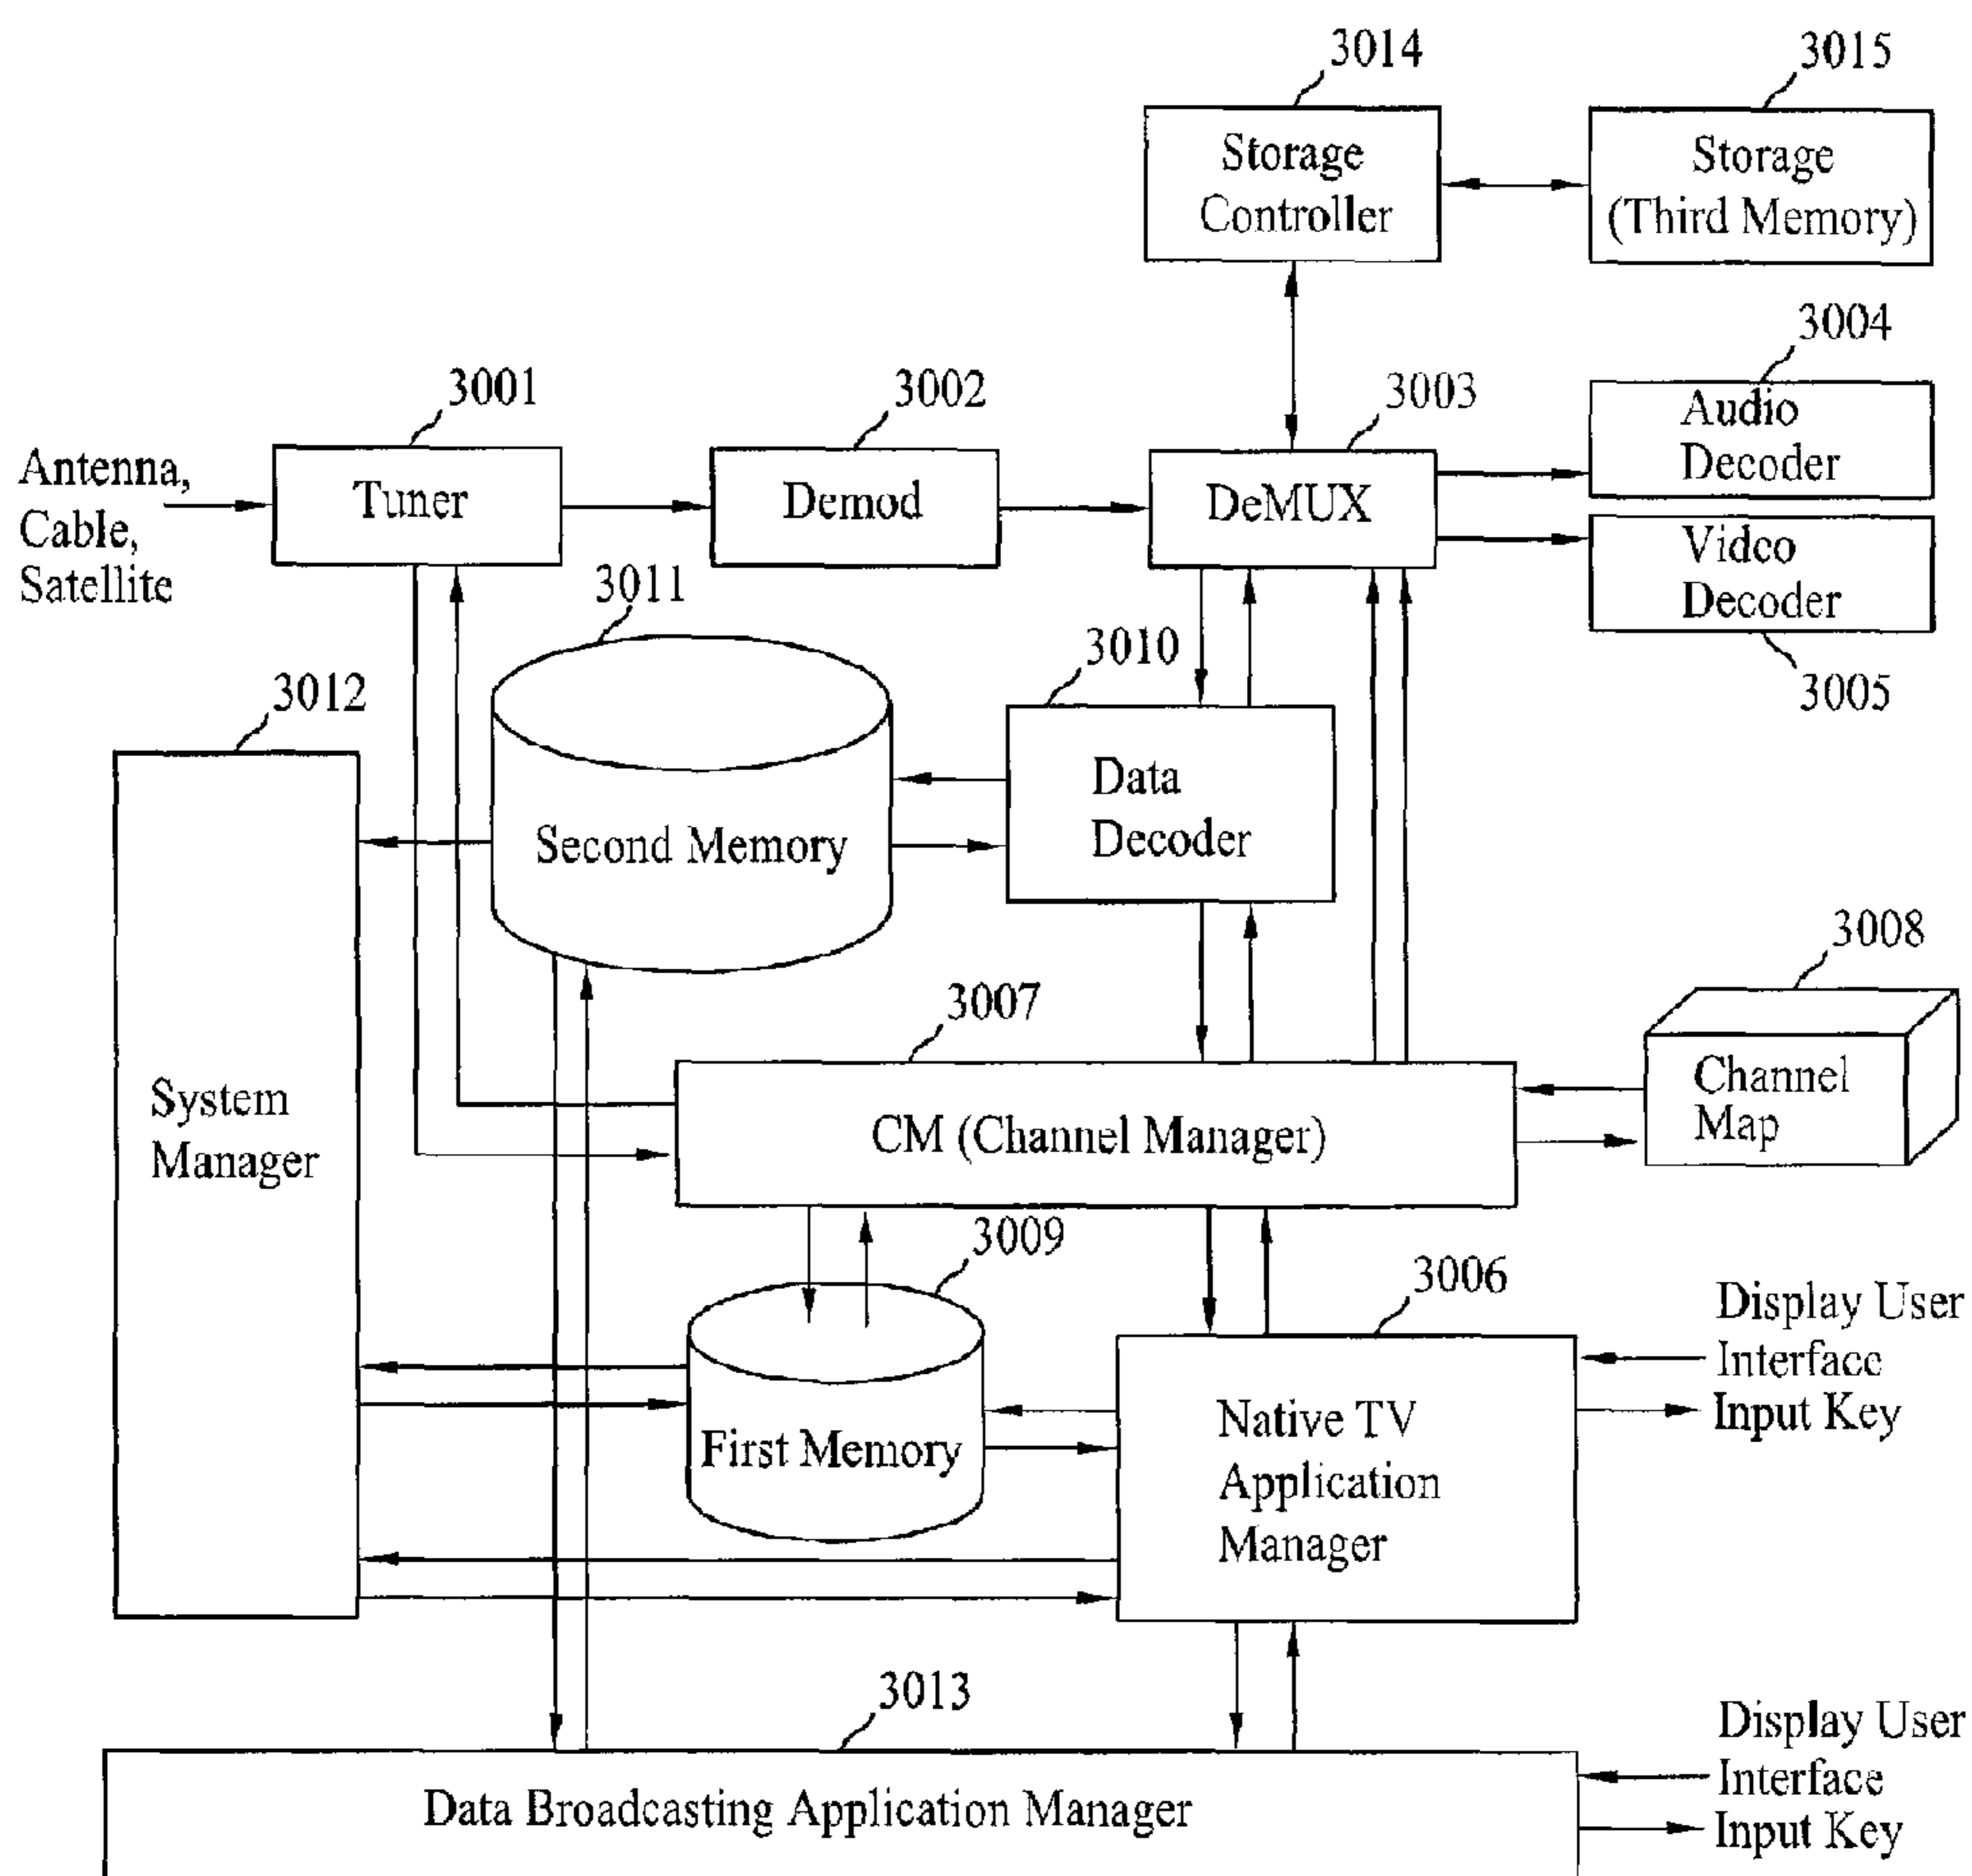 3014
3015
Storage
Controller
Storage
(Third Memory)
3004
3001
3002
3003
Audio
Decoder
Antenna,
Cable,
Satellite
Tuner
Demod
DeMUX
Video
Decoder
3011
3010
3005
3012
Data
Decoder
Second Memory
3008
3007
System
Manager
CM (Channel Manager)
Channel
Map
3009
3006
Display User
Interface
Input Key
First Memory
Native TV
Application
Manager
3013
Display User
Interface
Input Key
Data Broadcasting Application Manager